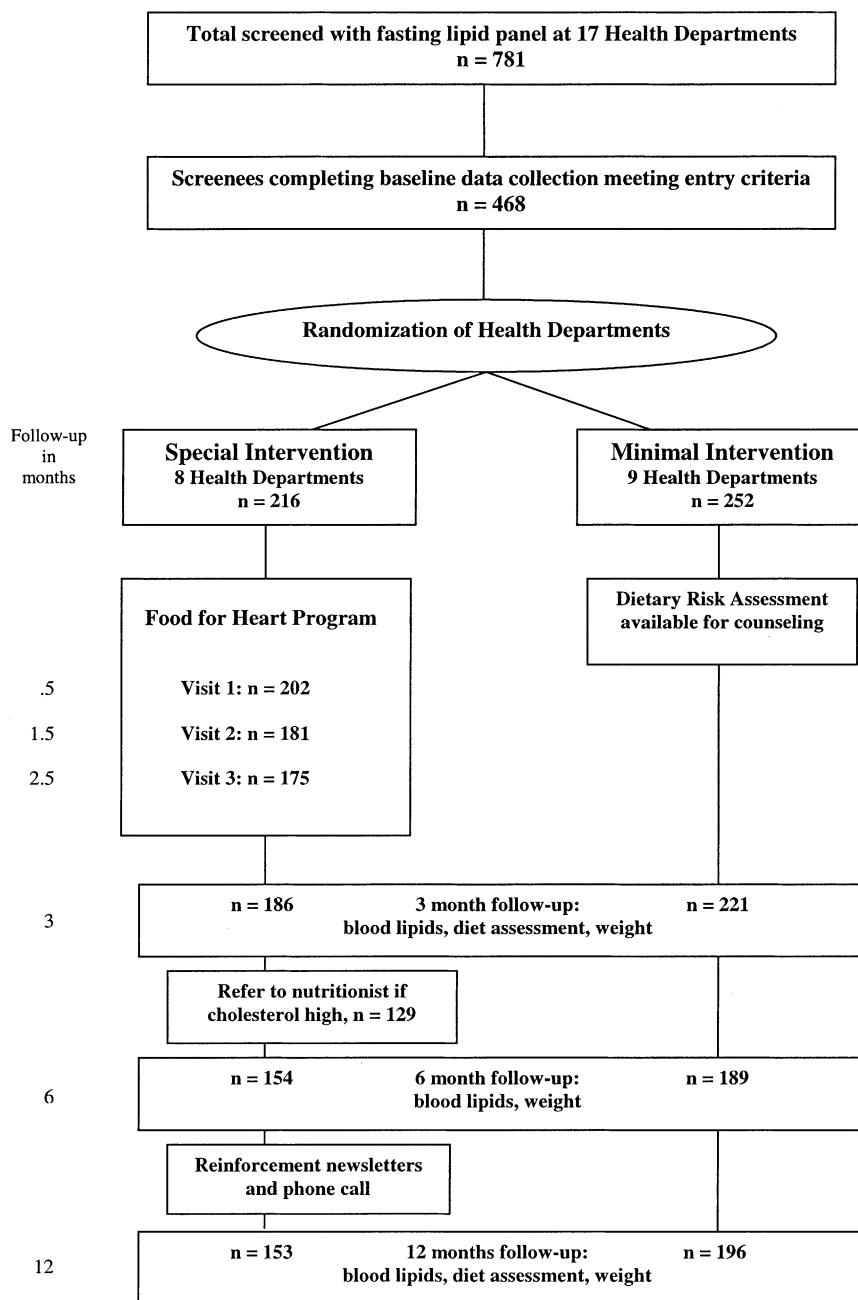 Total screened with fasting lipid panel at 17 Health Departments
n = 781
Screenees completing baseline data collection meeting entry criteria
n = 468
Randomization of Health Departments
Follow-up
in
months
Special Intervention
8 Health Departments
n = 216
Minimal Intervention
9 Health Departments
n = 252
Food for Heart Program
Dietary Risk Assessment
available for counseling
.5
Visit 1: n = 202
1.5
Visit 2: n = 181
2.5
Visit 3: n = 175
3
n = 186 3 month follow-up: n = 221
blood lipids, diet assessment, weight
Refer to nutritionist if
cholesterol high, n = 129
6
n = 154 6 month follow-up: n = 189
blood lipids, weight
Reinforcement newsletters
and phone call
12
n = 153 12 months follow-up: n = 196
blood lipids, diet assessment, weight